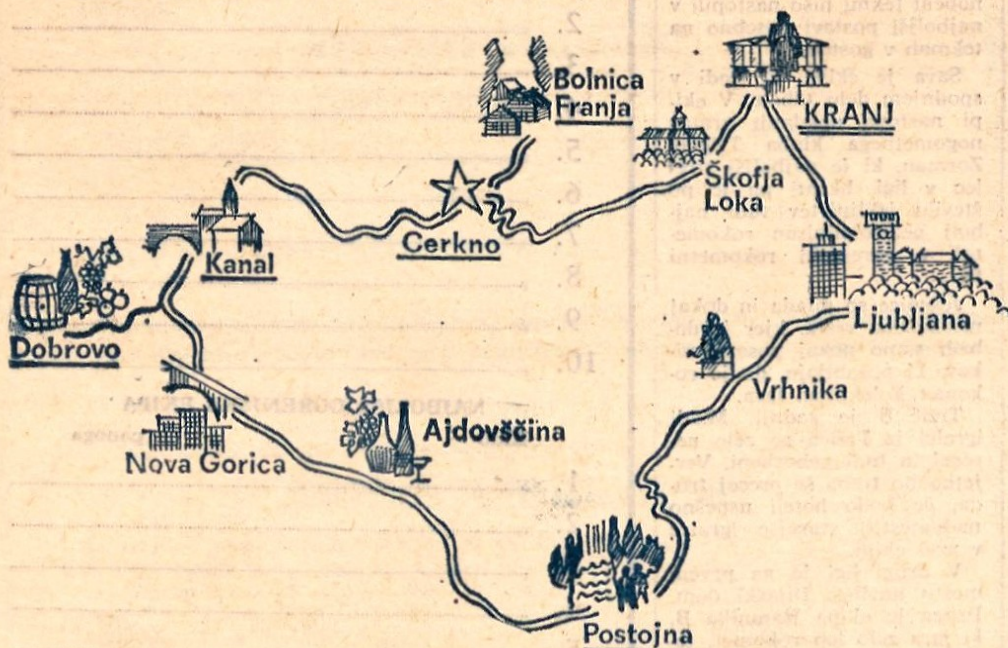 Bolnica
Franja
KRANJ
Škofja
Loka
Cerkno
Kanal
Dobrovo
Ljubljana
Vrhnika
Ajdovščina
Nova Gorica
Postojna